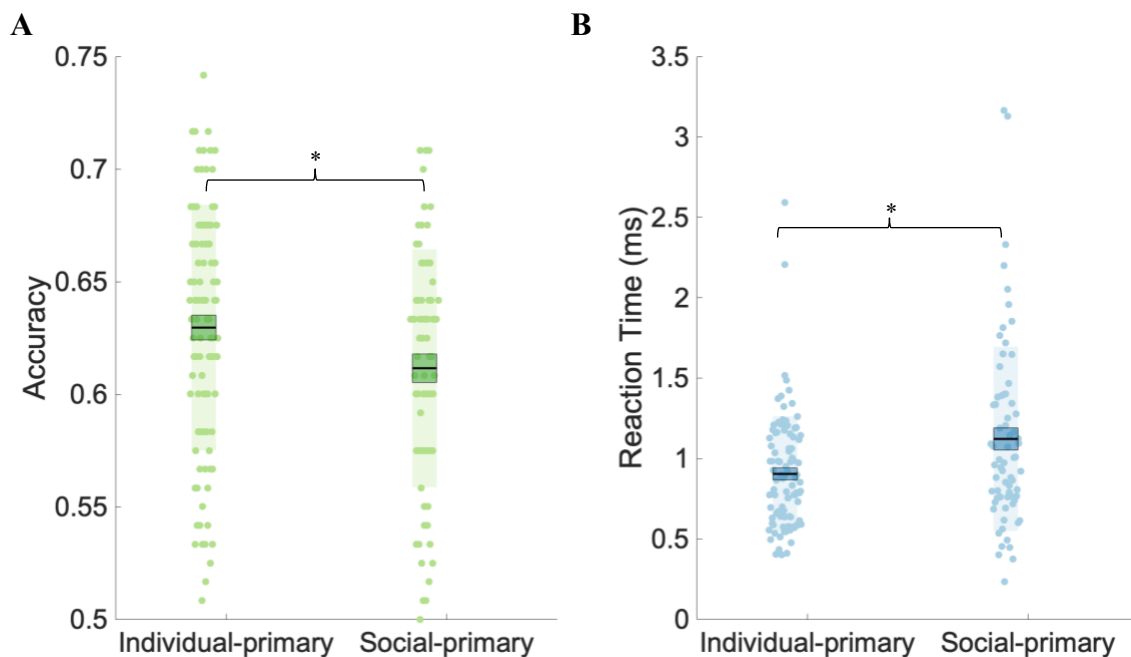 A
0.75
0.7
0.65
0.6
0.55
0.5
Accuracy
*
Individual-primary
Social-primary
B
3.5
3
2.5
2
1.5
1
0.5
0
Reaction Time (ms)
*
Individual-primary
Social-primary